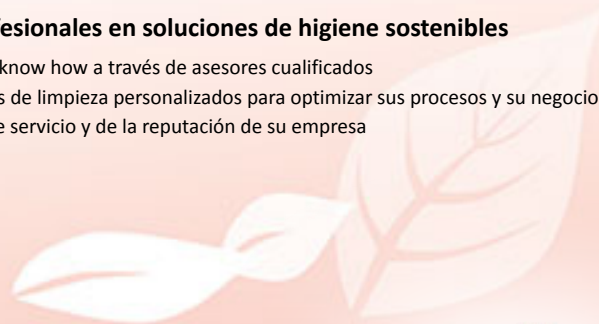 fesionales en soluciones de higiene sostenibles
know how a través de asesores cualificados
s de limpieza personalizados para optimizar sus procesos y su negocio
e servicio y de la reputación de su empresa